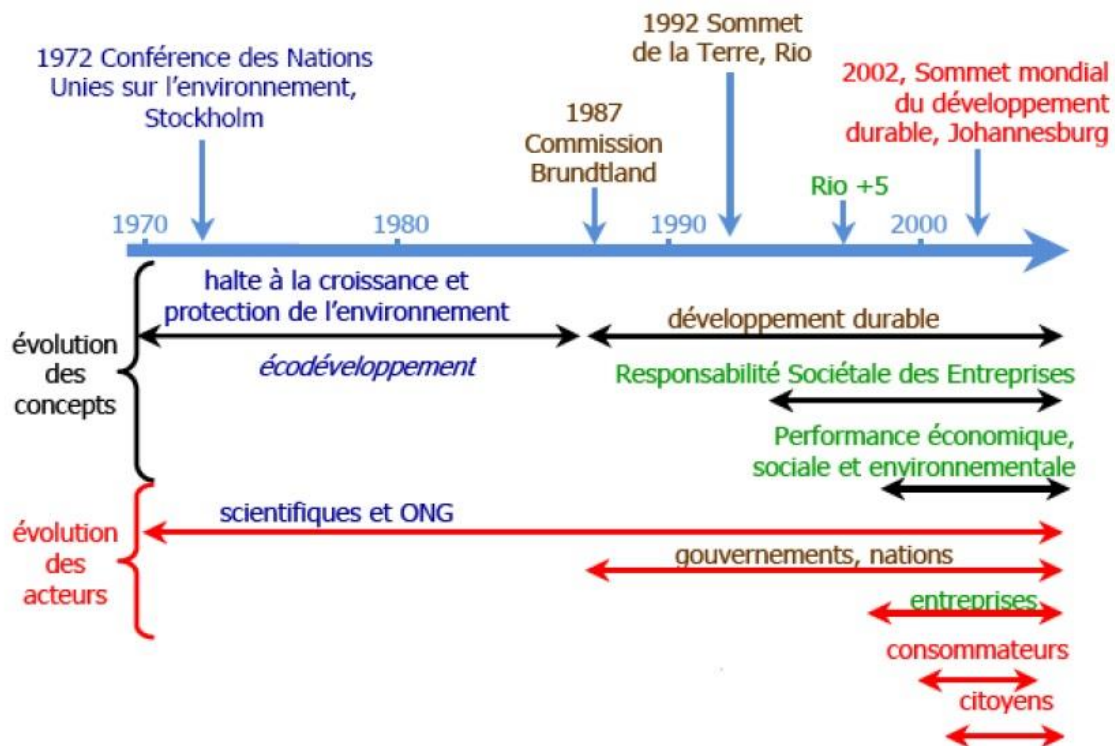 1972 Conférence des Nations
Unies sur l'environnement,
Stockholm
1987
Commission
Brundtland
1992 Sommet
de la Terre, Rio
Rio +5
2002, Sommet mondial
du développement
durable, Johannesburg
1970
1980
1990
2000
évolution
des
concepts
halte à la croissance et
protection de l'environnement
écodéveloppement
développement durable
Responsabilité Sociétale des Entreprises
Performance économique,
sociale et environnementale
évolution
des
acteurs
scientifiques et ONG
gouvernements, nations
entreprises
consommateurs
citoyens